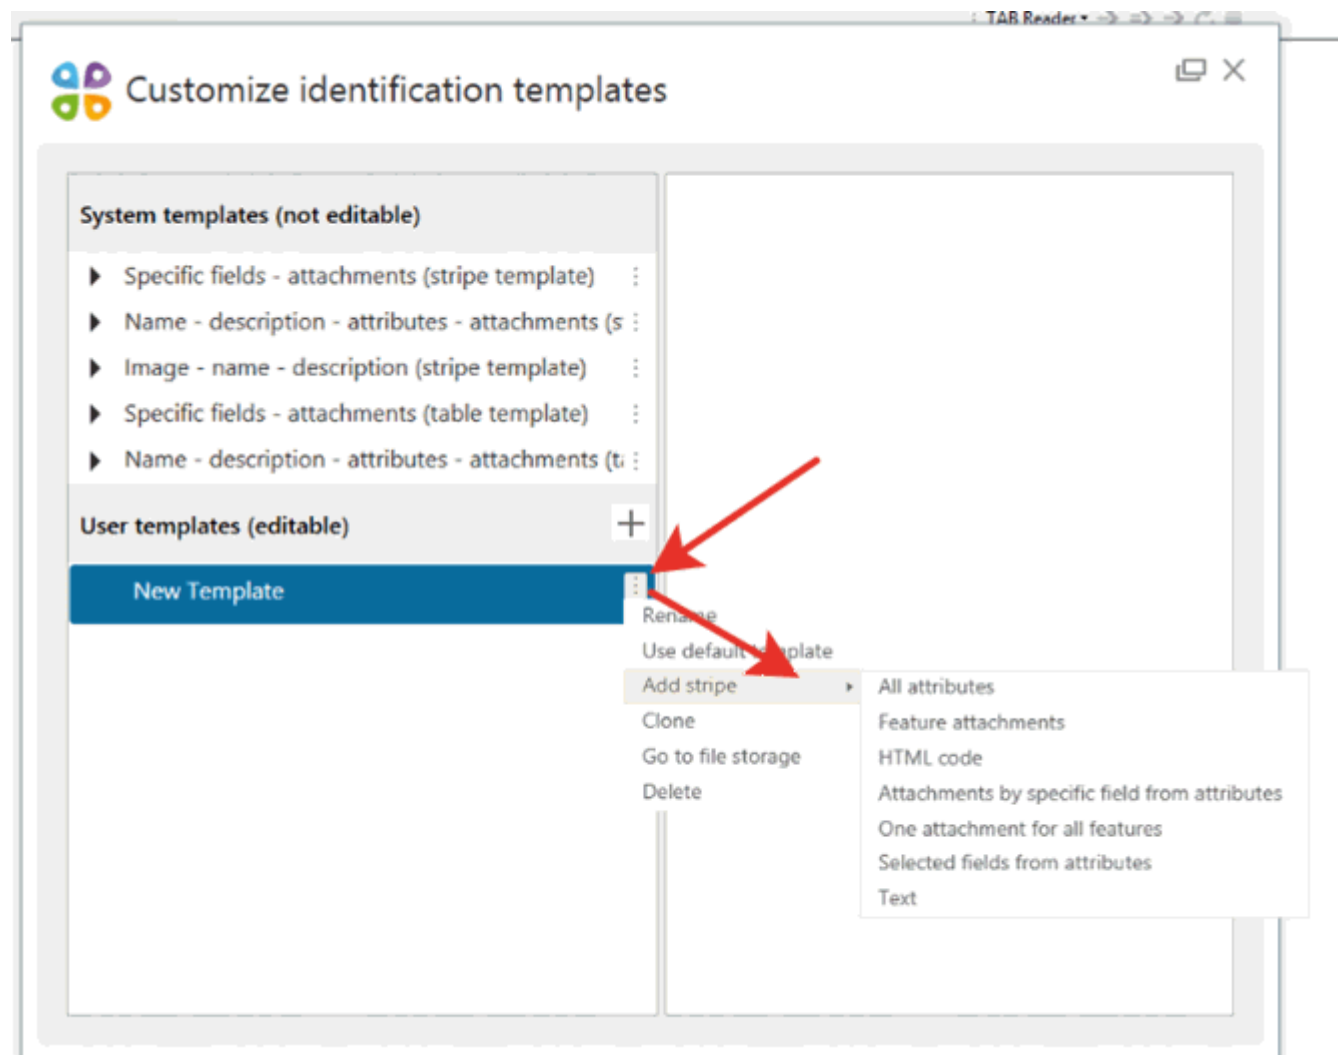 TAB Reader
Customize identification templates
System templates (not editable)
Specific fields - attachments (stripe template)
Name - description - attributes - attachments (s
Image - name - description (stripe template)
Specific fields - attachments (table template)
Name - description - attributes - attachments (ta
User templates (editable)
New Template
Rename
Use default template
Add stripe
Clone
Go to file storage
Delete
All attributes
Feature attachments
HTML code
Attachments by specific field from attributes
One attachment for all features
Selected fields from attributes
Text